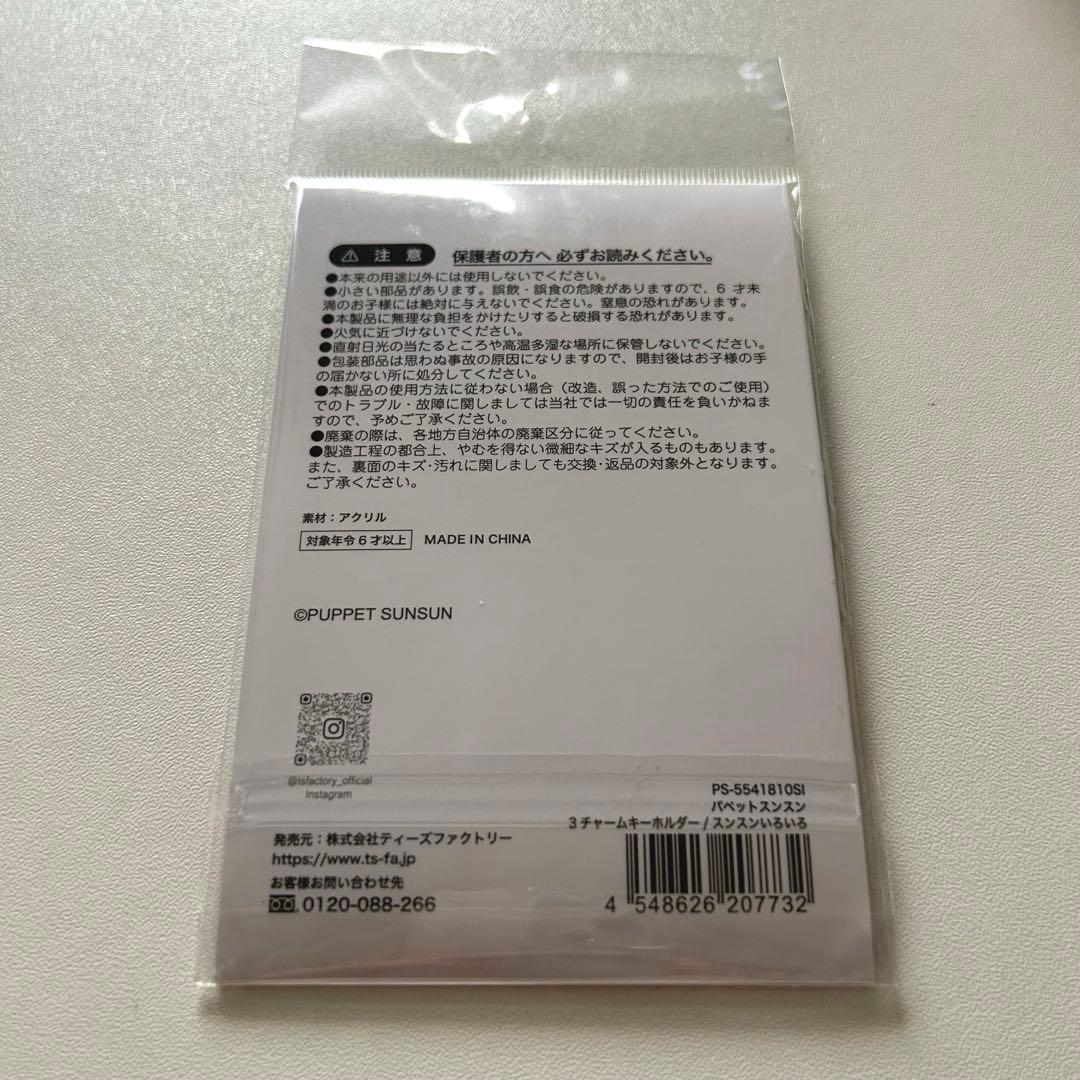 ⚠ 注意 保護者の方へ 必ずお読みください。
●本来の用途以外には使用しないでください。
●小さい部品があります。誤飲・誤食の危険がありますので、6 才未
満のお子様には絶対に与えないでください。窒息の恐れがあります。
●本製品に無理な負担をかけたりすると破損する恐れがあります。
●火気に近づけないでください。
●直射日光の当たるところや高温多湿な場所に保管しないでください。
●包装部品は思わぬ事故の原因になりますので、開封後はお子様の手
の届かない所に処分してください。
●本製品の使用方法に従わない場合（改造、誤った方法でのご使用）
でのトラブル・故障に関しましては当社では一切の責任を負いかねま
すので、予めご了承ください。
●廃棄の際は、各地方自治体の廃棄区分に従ってください。
●製造工程の都合上、やむを得ない微細なキズが入るものもあります。
また、裏面のキズ・汚れに関しましても交換・返品の対象外となります。
ご了承ください。
素材：アクリル
対象年令6才以上 MADE IN CHINA
©PUPPET SUNSUN
@tsfactory_official
Instagram
PS-5541810SI
パペットスンスン
3チャームキーホルダー / スンスンいろいろ
発売元：株式会社ティーズファクトリー
https://www.ts-fa.jp
お客様お問い合わせ先
0120-088-266
4 548626 207732